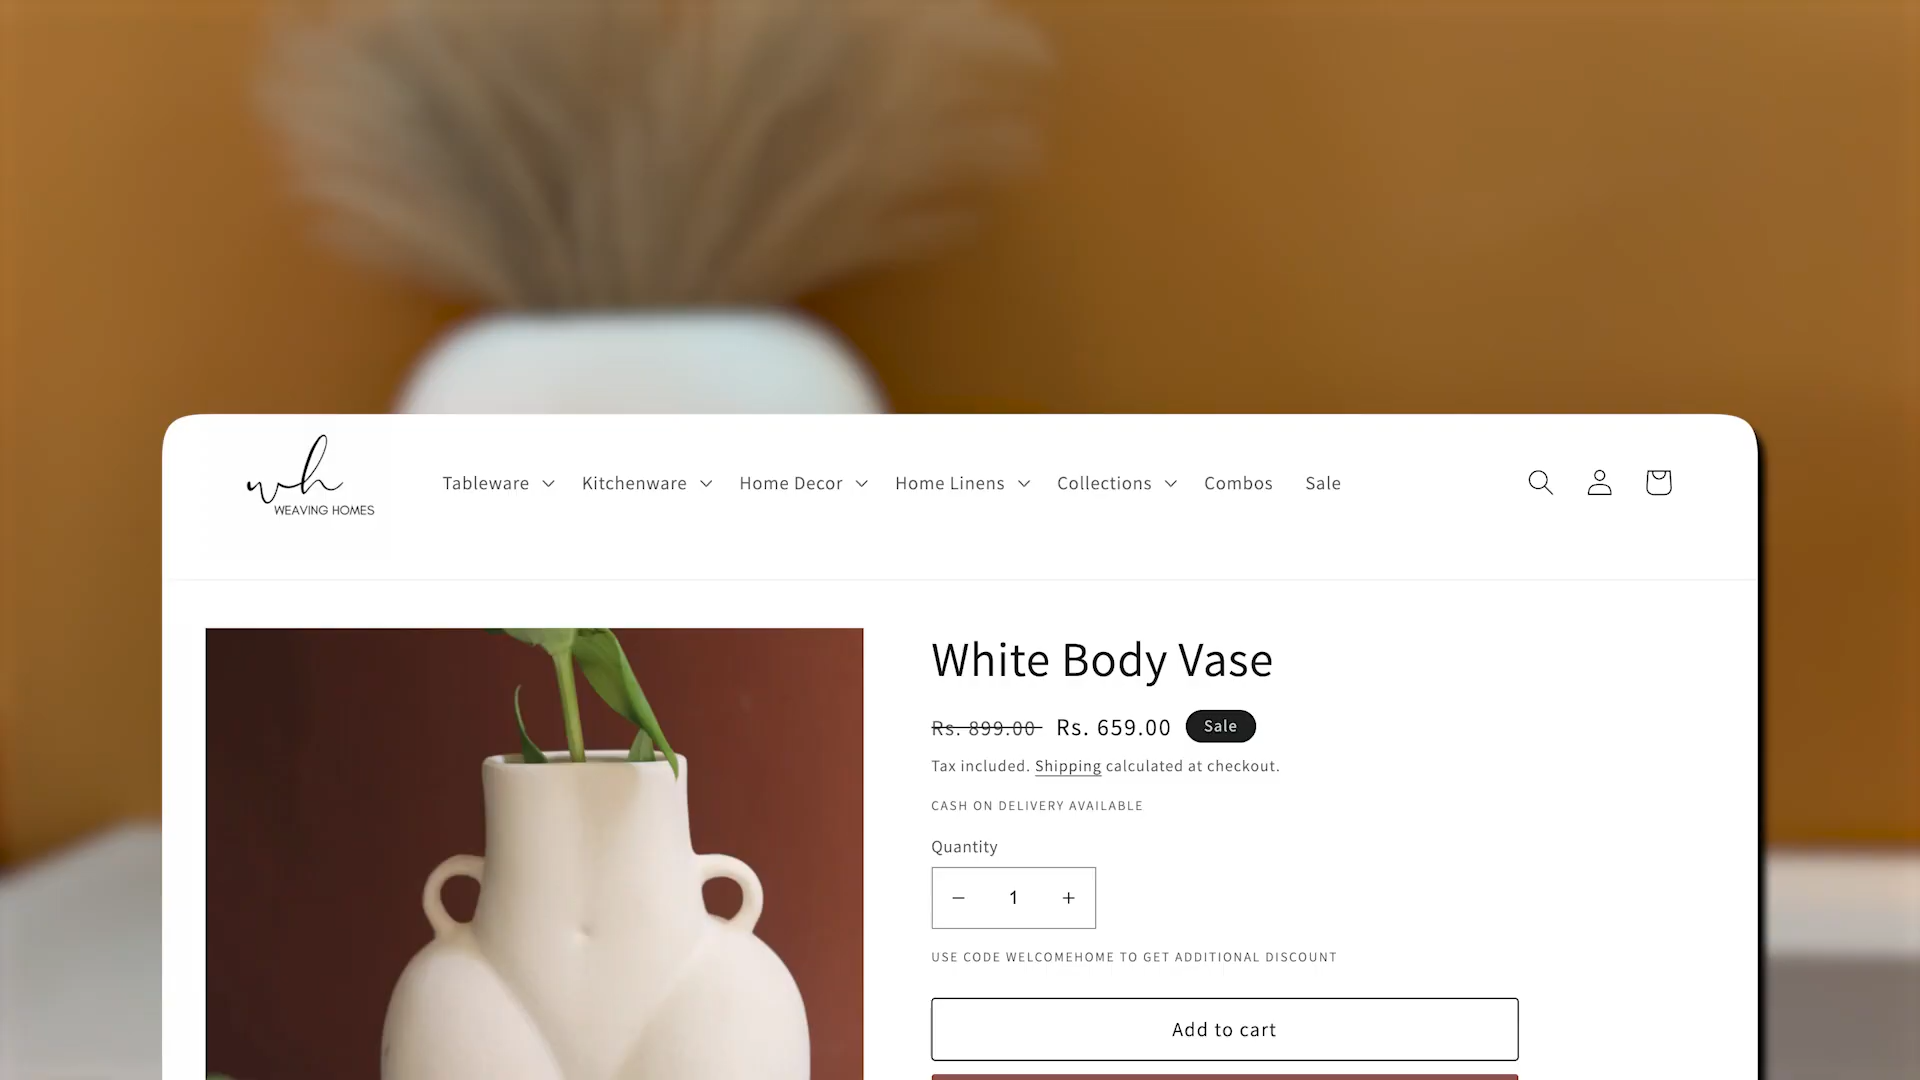 wh
WEAVING HOMES
Tableware
Kitchenware
Home Decor
Home Linens
Collections
Combos
Sale
White Body Vase
Rs. 899.00 Rs. 659.00 Sale
Tax included. Shipping calculated at checkout.
CASH ON DELIVERY AVAILABLE
Quantity
− 1 +
USE CODE WELCOMEHOME TO GET ADDITIONAL DISCOUNT
Add to cart